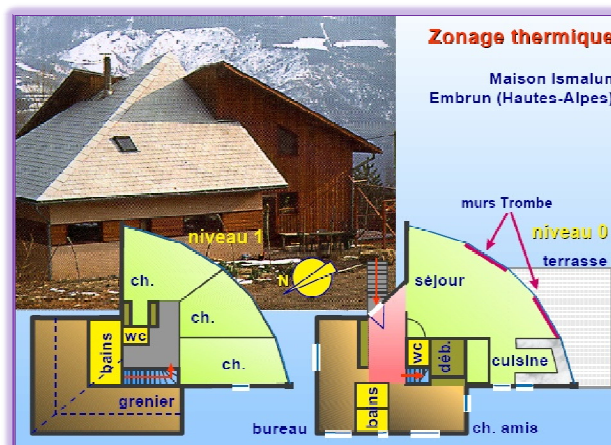 Zonage thermique
Maison Ismalun
Embrun (Hautes-Alpes)
murs Trombe
niveau 1
niveau 0
terrasse
N
ch.
séjour
ch.
wc
bains
ch.
wc
déb.
cuisine
grenier
bains
bureau
ch. amis